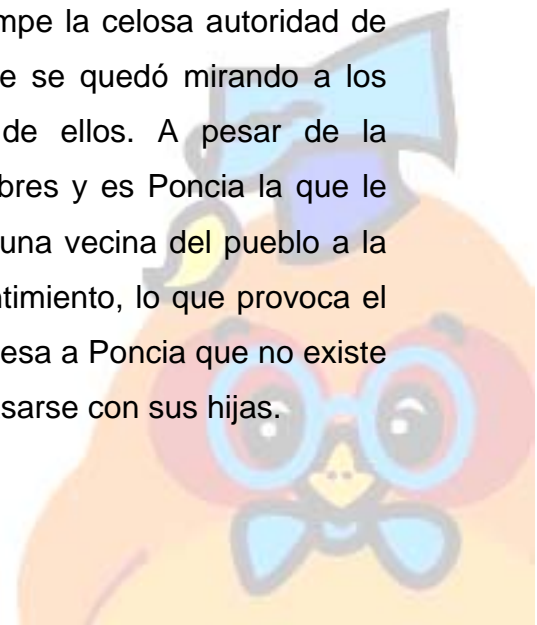 mpe la celosa autoridad de
e se quedó mirando a los
de ellos. A pesar de la
bres y es Poncia la que le
una vecina del pueblo a la
ntimiento, lo que provoca el
esa a Poncia que no existe
sarse con sus hijas.